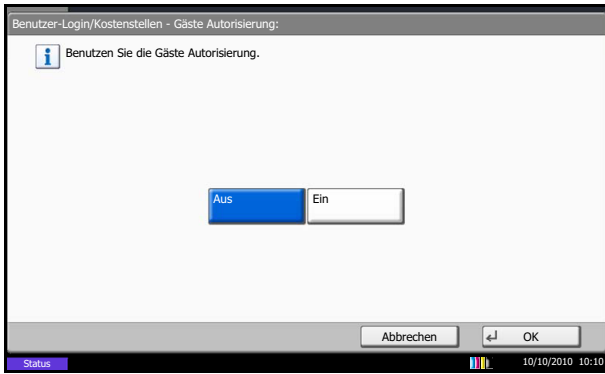 Benutzer-Login/Kostenstellen - Gäste Autorisierung:
Benutzen Sie die Gäste Autorisierung.
Aus Ein
Abbrechen OK
Status 10/10/2010 10:10